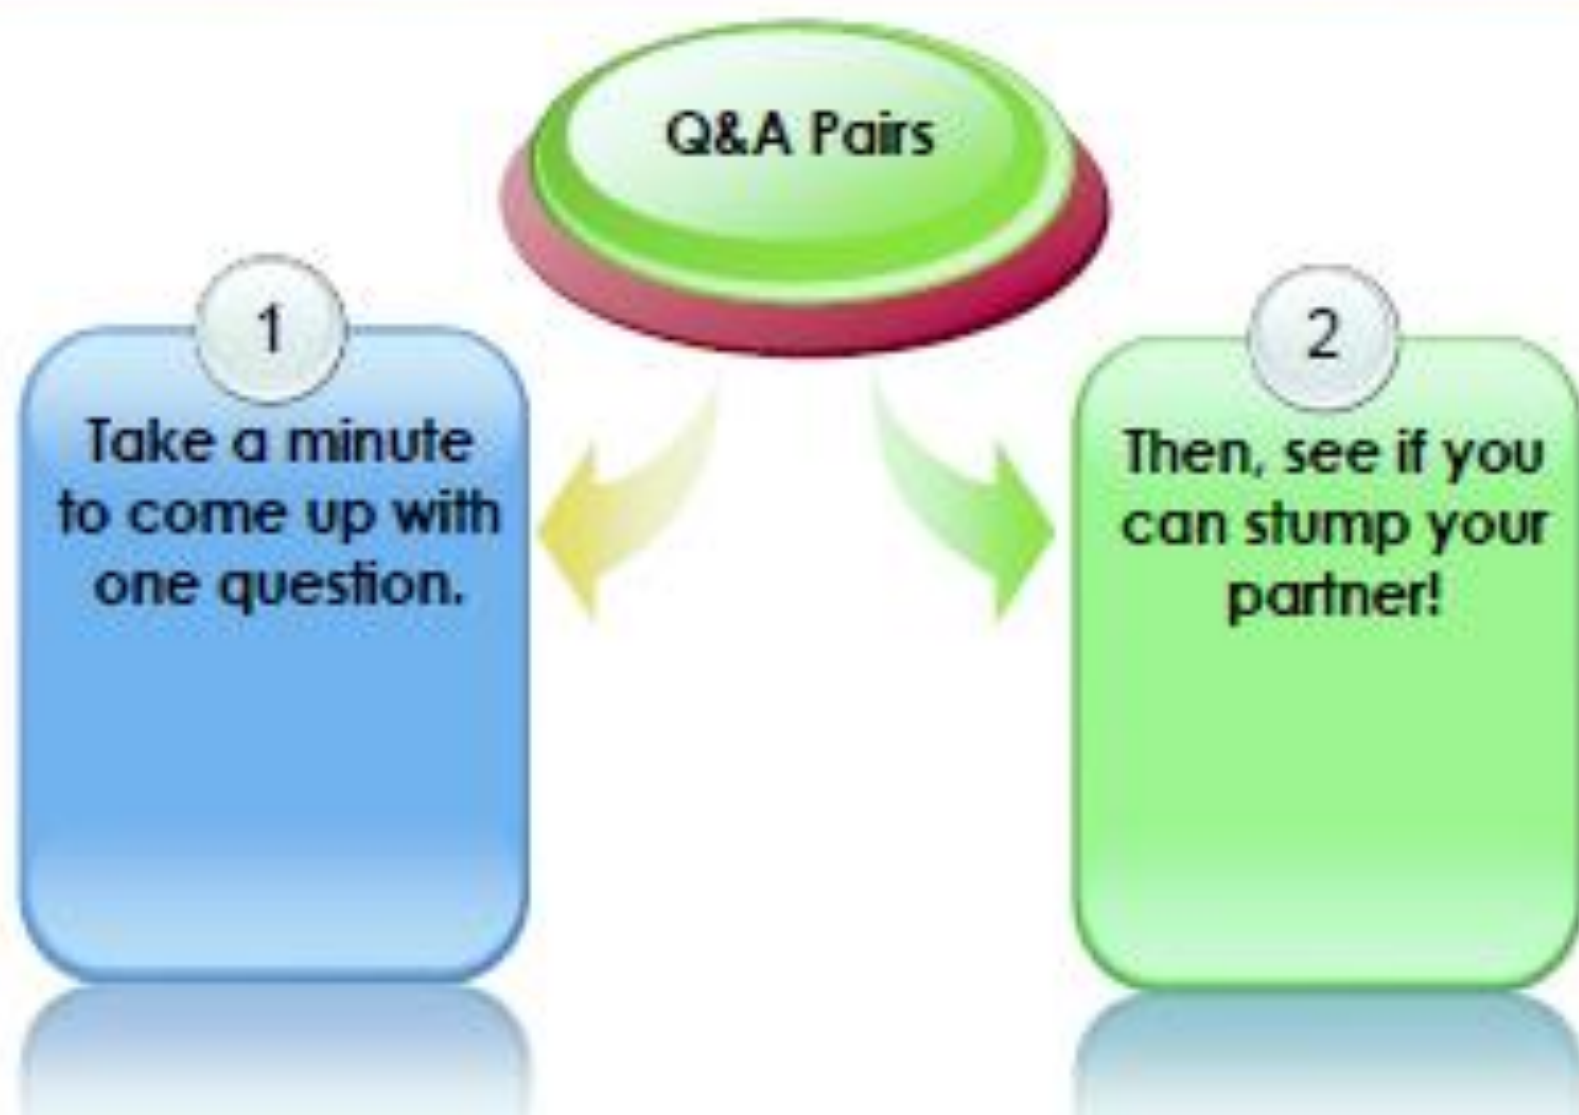 Q&A Pairs
1
Take a minute
to come up with
one question.
2
Then, see if you
can stump your
partner!